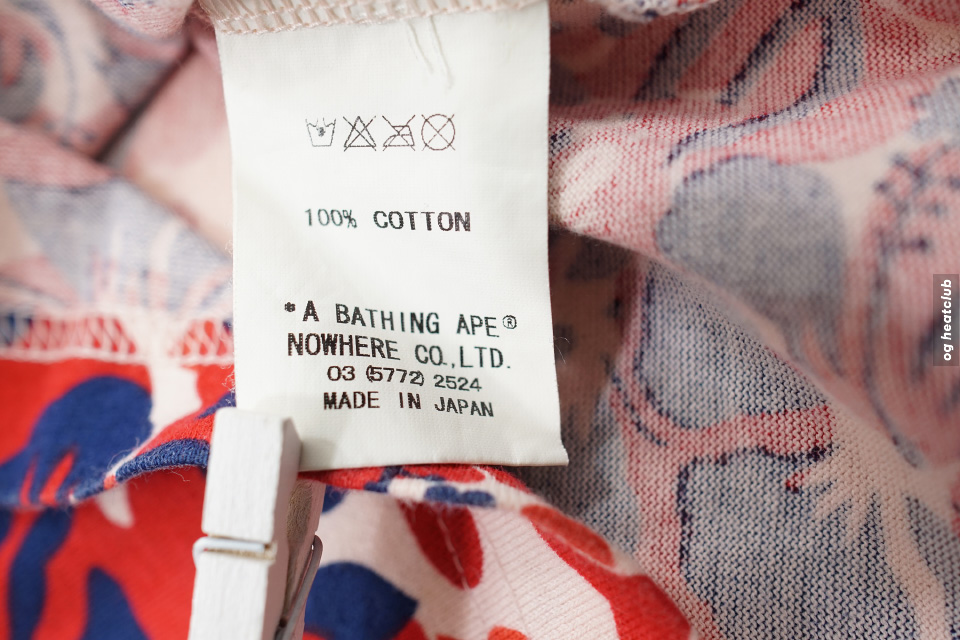 100% COTTON
*A BATHING APE®
NOWHERE CO.,LTD.
03 (5772) 2524
MADE IN JAPAN
og heatclub